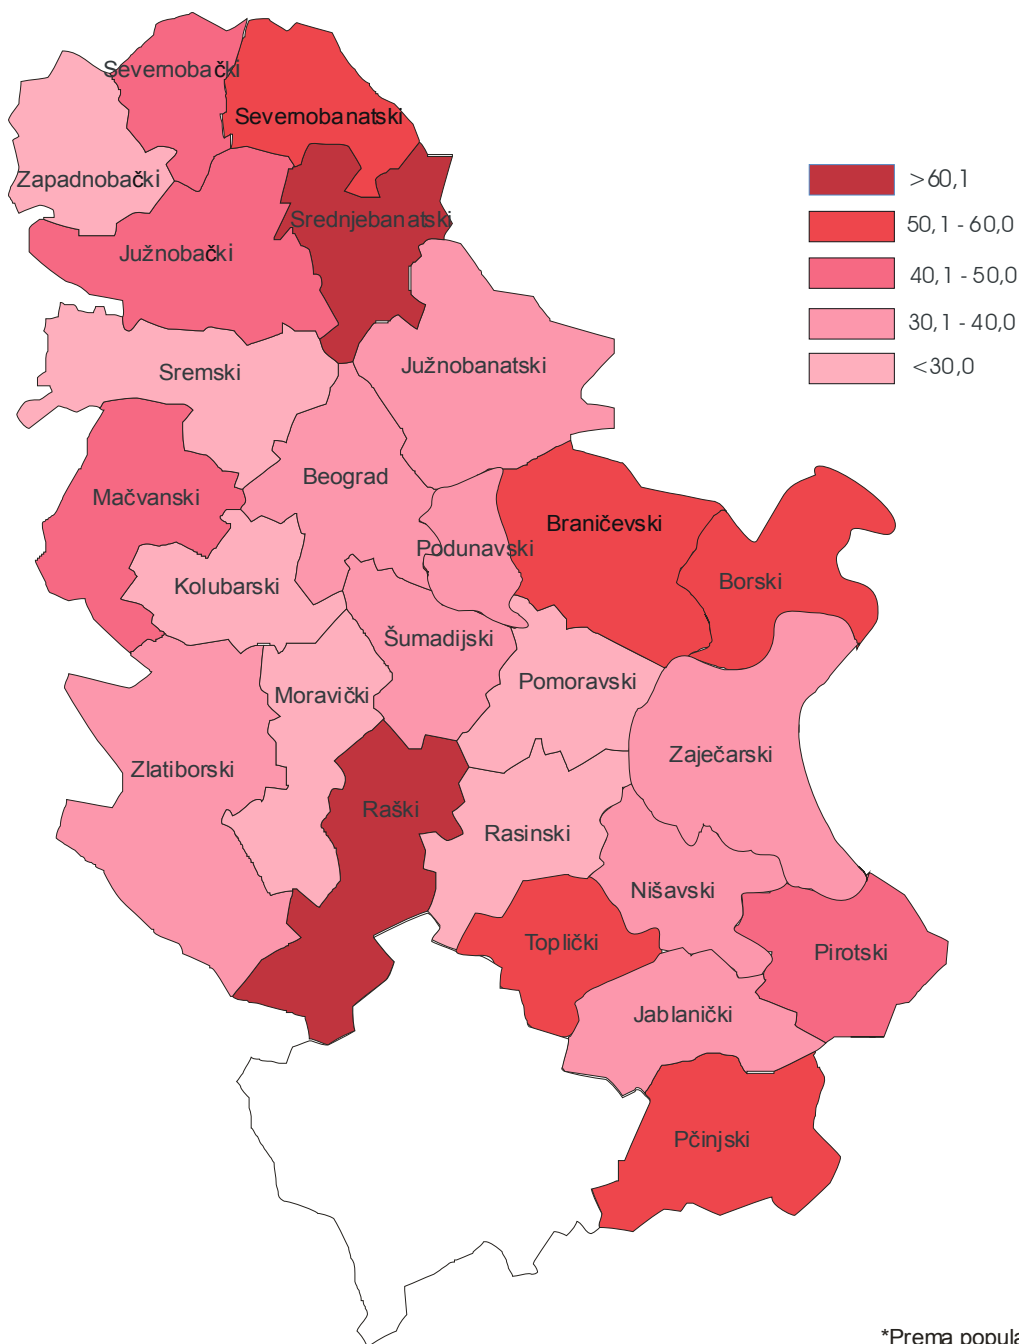 Severnobački
Severnobanatski
Zapadnobački
Srednjebanatski
Južnobački
Sremski
Južnobanatski
Mačvanski
Beograd
Podunavski
Braničevski
Borski
Kolubarski
Šumadijski
Moravički
Pomoravski
Zlatiborski
Zaječarski
Raški
Rasinski
Nišavski
Toplički
Pirotski
Jablanički
Pčinjski
>60,1
50,1 - 60,0
40,1 - 50,0
30,1 - 40,0
<30,0
*Prema